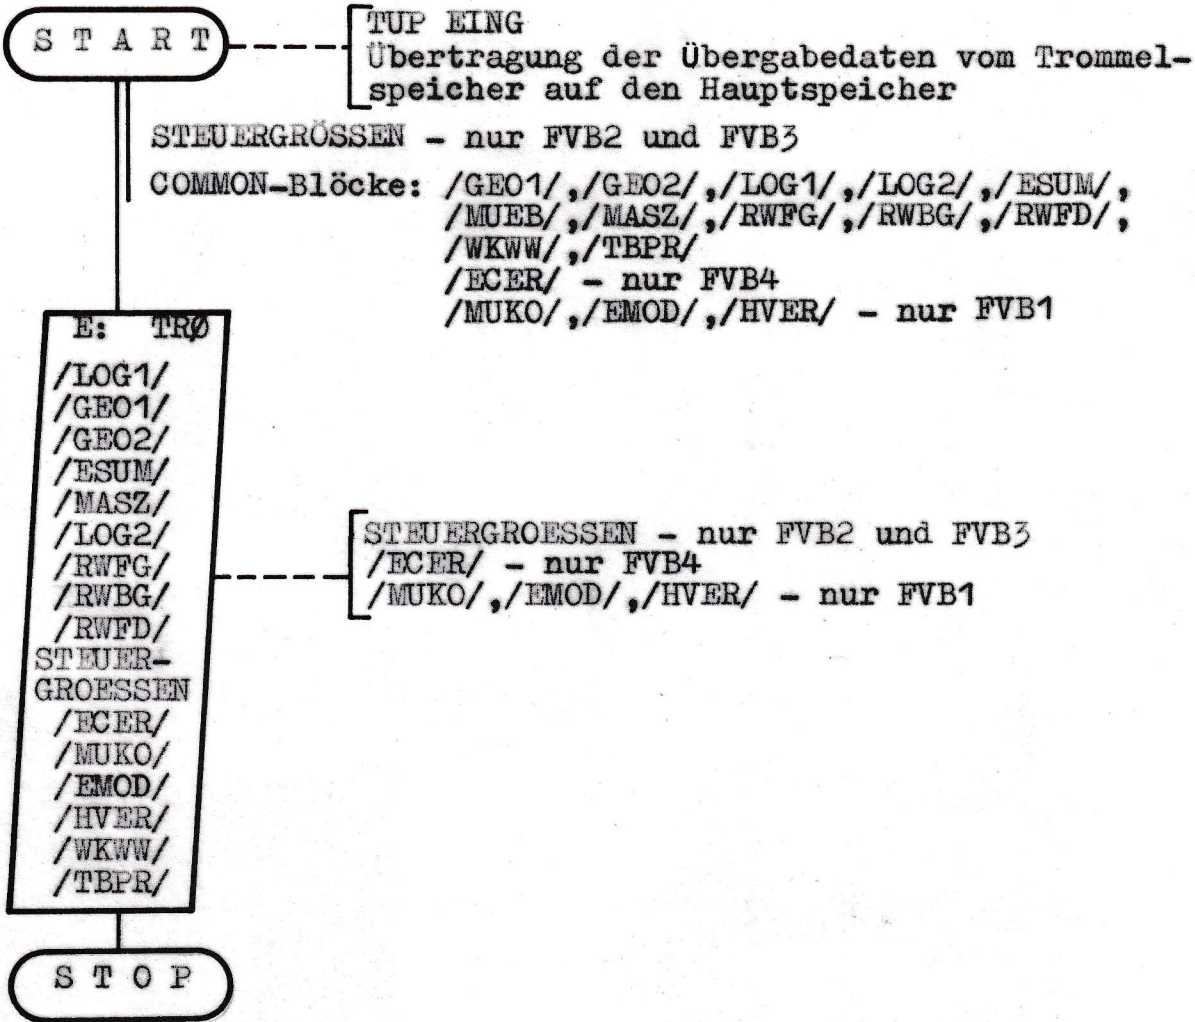 S T A R T
TUP EING
Übertragung der Übergabedaten vom Trommel-
speicher auf den Hauptspeicher
STEUERGRÖSSEN - nur FVB2 und FVB3
COMMON-Blöcke: /GEO1/,/GEO2/,/LOG1/,/LOG2/,/ESUM/,
/MUEB/,/MASZ/,/RWFG/,/RWBG/,/RWFD/,
/WKWW/,/TBPR/
/ECER/ - nur FVB4
/MUKO/,/EMOD/,/HVER/ - nur FVB1
E: TRØ
/LOG1/
/GEO1/
/GEO2/
/ESUM/
/MASZ/
/LOG2/
/RWFG/
/RWBG/
/RWFD/
STEUER-
GROESSEN
/ECER/
/MUKO/
/EMOD/
/HVER/
/WKWW/
/TBPR/
STEUERGROESSEN - nur FVB2 und FVB3
/ECER/ - nur FVB4
/MUKO/,/EMOD/,/HVER/ - nur FVB1
S T O P